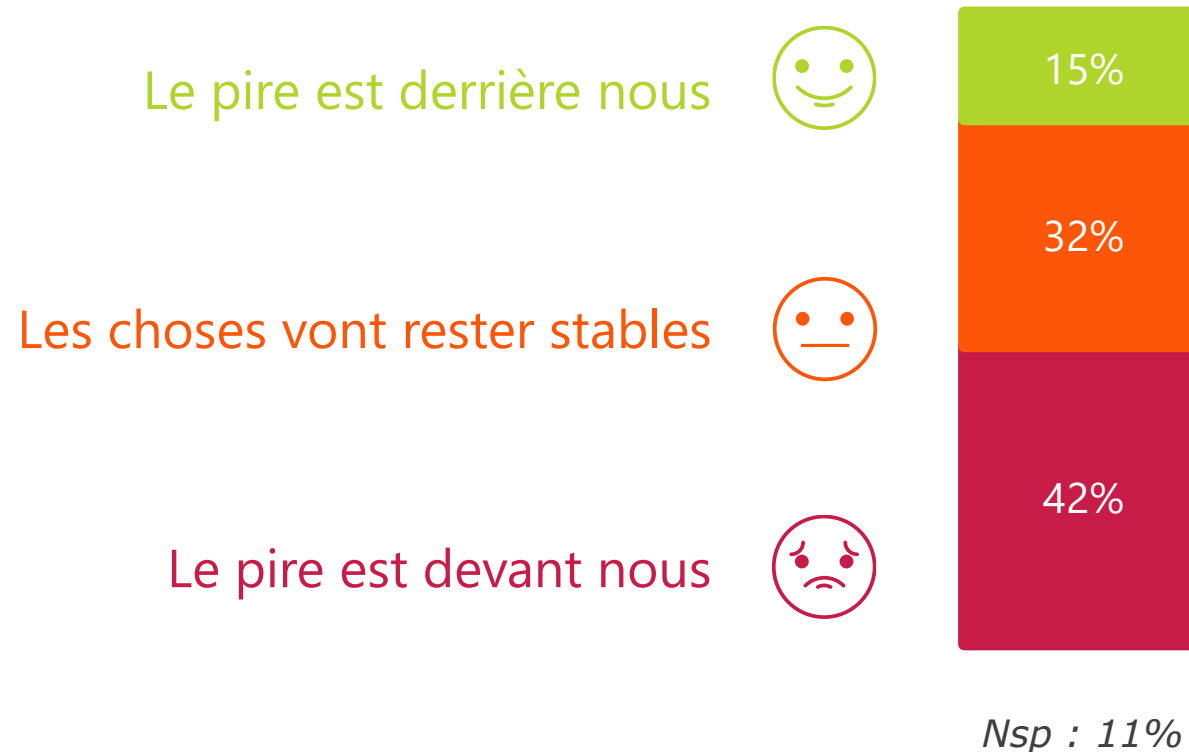 Le pire est derrière nous
15%
32%
Les choses vont rester stables
42%
Le pire est devant nous
Nsp : 11%